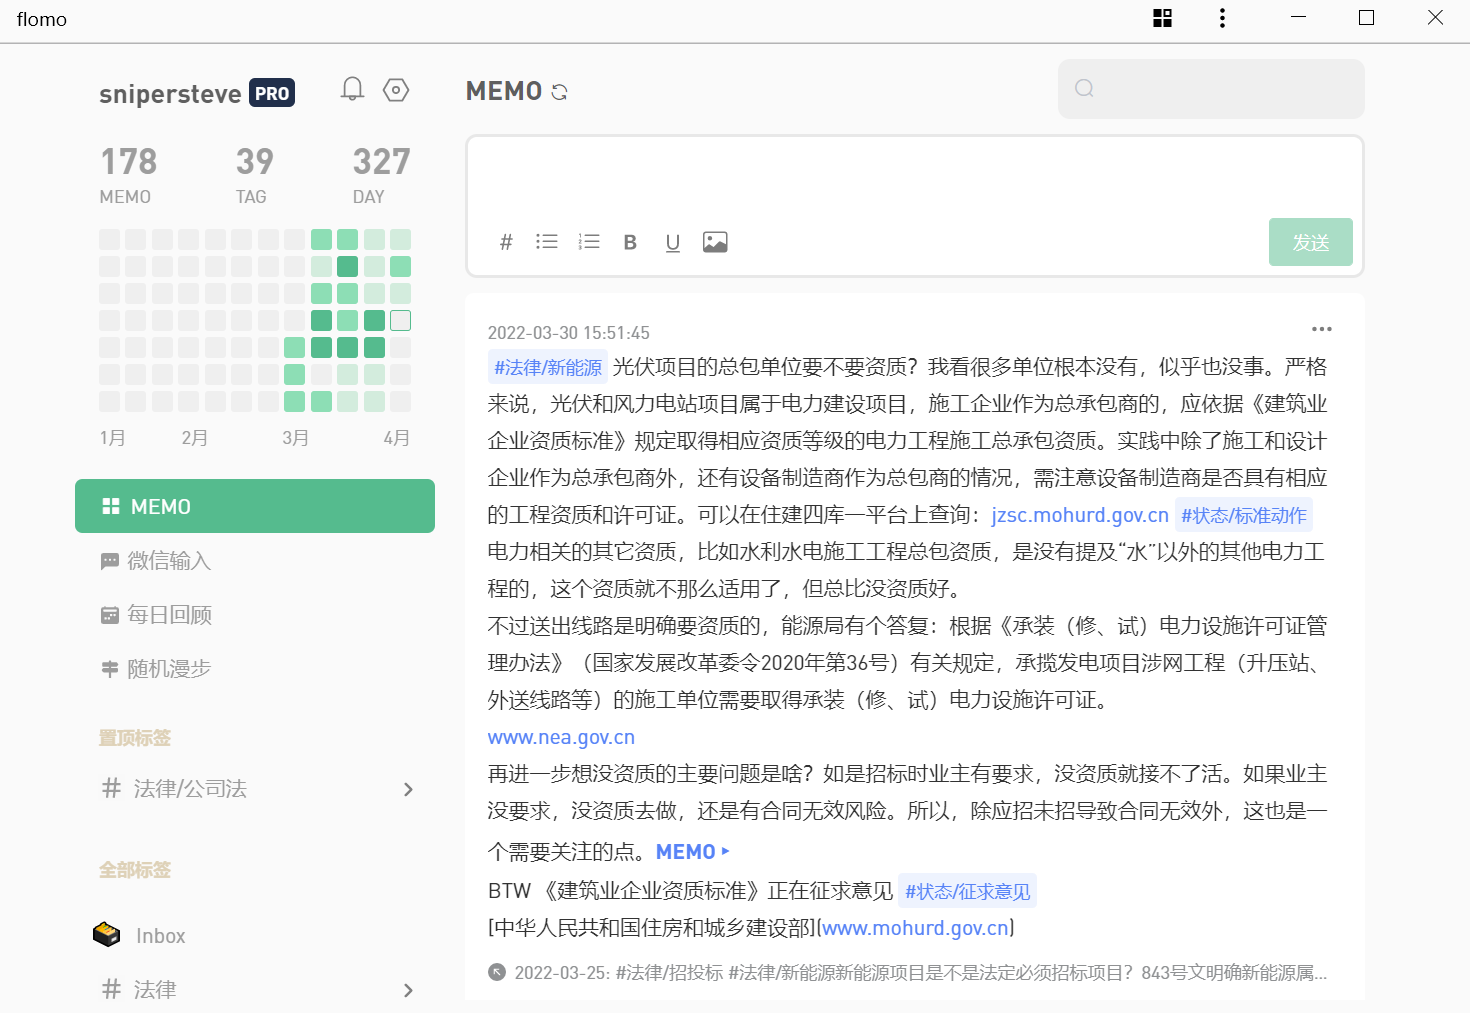 flomo
snipersteve PRO
178 39 327
MEMO TAG DAY
1月 2月 3月 4月
MEMO
微信输入
每日回顾
随机漫步
置顶标签
# 法律/公司法
全部标签
Inbox
# 法律
MEMO
# B U
发送
2022-03-30 15:51:45
#法律/新能源 光伏项目的总包单位要不要资质？我看很多单位根本没有，似乎也没事。严格
来说，光伏和风力电站项目属于电力建设项目，施工企业作为总承包商的，应依据《建筑业
企业资质标准》规定取得相应资质等级的电力工程施工总承包资质。实践中除了施工和设计
企业作为总承包商外，还有设备制造商作为总包商的情况，需注意设备制造商是否具有相应
的工程资质和许可证。可以在住建四库一平台上查询：jzsc.mohurd.gov.cn #状态/标准动作
电力相关的其它资质，比如水利水电施工工程总包资质，是没有提及“水”以外的其他电力工
程的，这个资质就不那么适用了，但总比没资质好。
不过送出线路是明确要资质的，能源局有个答复：根据《承装（修、试）电力设施许可证管
理办法》（国家发展改革委令2020年第36号）有关规定，承揽发电项目涉网工程（升压站、
外送线路等）的施工单位需要取得承装（修、试）电力设施许可证。
www.nea.gov.cn
再进一步想没资质的主要问题是啥？如是招标时业主有要求，没资质就接不了活。如果业主
没要求，没资质去做，还是有合同无效风险。所以，除应招未招导致合同无效外，这也是一
个需要关注的点。MEMO
BTW 《建筑业企业资质标准》正在征求意见 #状态/征求意见
[中华人民共和国住房和城乡建设部](www.mohurd.gov.cn)
2022-03-25: #法律/招投标 #法律/新能源新能源项目是不是法定必须招标项目？843号文明确新能源属...